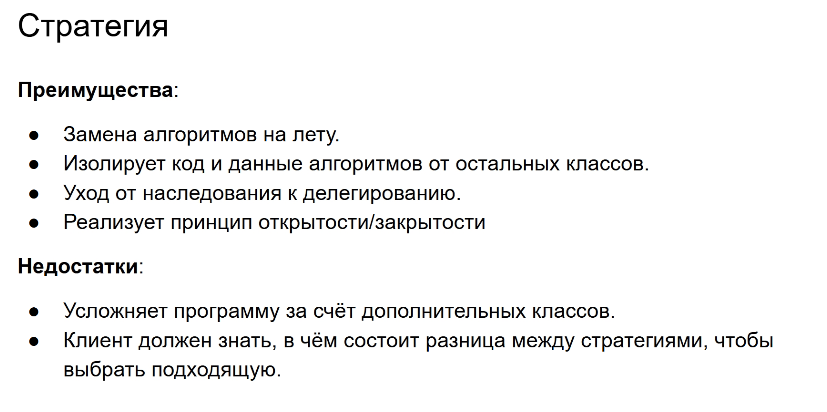 Стратегия
Преимущества:
● Замена алгоритмов на лету.
● Изолирует код и данные алгоритмов от остальных классов.
● Уход от наследования к делегированию.
● Реализует принцип открытости/закрытости
Недостатки:
● Усложняет программу за счёт дополнительных классов.
● Клиент должен знать, в чём состоит разница между стратегиями, чтобы
выбрать подходящую.